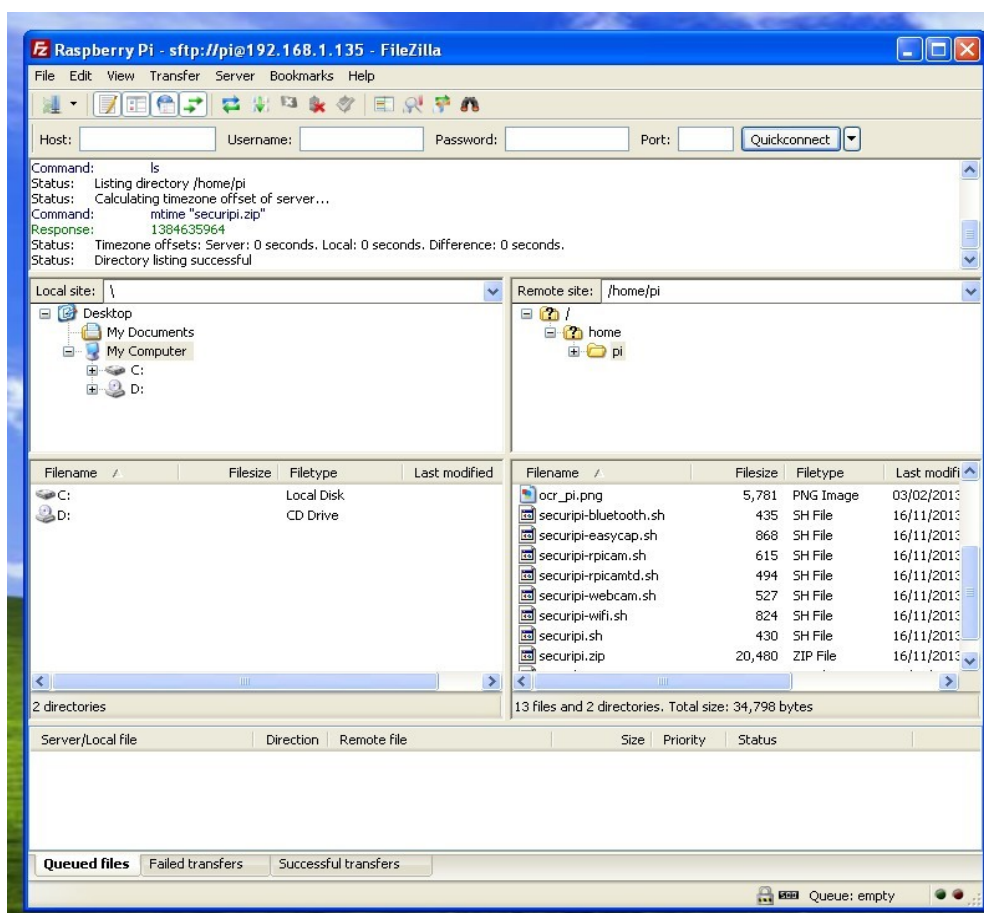 Raspberry Pi - sftp://pi@192.168.1.135 - FileZilla
File Edit View Transfer Server Bookmarks Help
Host: Username: Password: Port: Quickconnect
Command: ls
Status: Listing directory /home/pi
Status: Calculating timezone offset of server...
Command: mtime "securipi.zip"
Response: 1384635964
Status: Timezone offsets: Server: 0 seconds. Local: 0 seconds. Difference: 0 seconds.
Status: Directory listing successful
Local site: \
Desktop
My Documents
My Computer
C:
D:
Remote site: /home/pi
/
home
pi
Filename Filesize Filetype Last modified
C: Local Disk
D: CD Drive
2 directories
Filename Filesize Filetype Last modifi
ocr_pi.png 5,781 PNG Image 03/02/2013
securipi-bluetooth.sh 435 SH File 16/11/2013
securipi-easycap.sh 868 SH File 16/11/2013
securipi-rpicam.sh 615 SH File 16/11/2013
securipi-rpicamtd.sh 494 SH File 16/11/2013
securipi-webcam.sh 527 SH File 16/11/2013
securipi-wifi.sh 824 SH File 16/11/2013
securipi.sh 430 SH File 16/11/2013
securipi.zip 20,480 ZIP File 16/11/2013
13 files and 2 directories. Total size: 34,798 bytes
Server/Local file Direction Remote file Size Priority Status
Queued files Failed transfers Successful transfers
Queue: empty